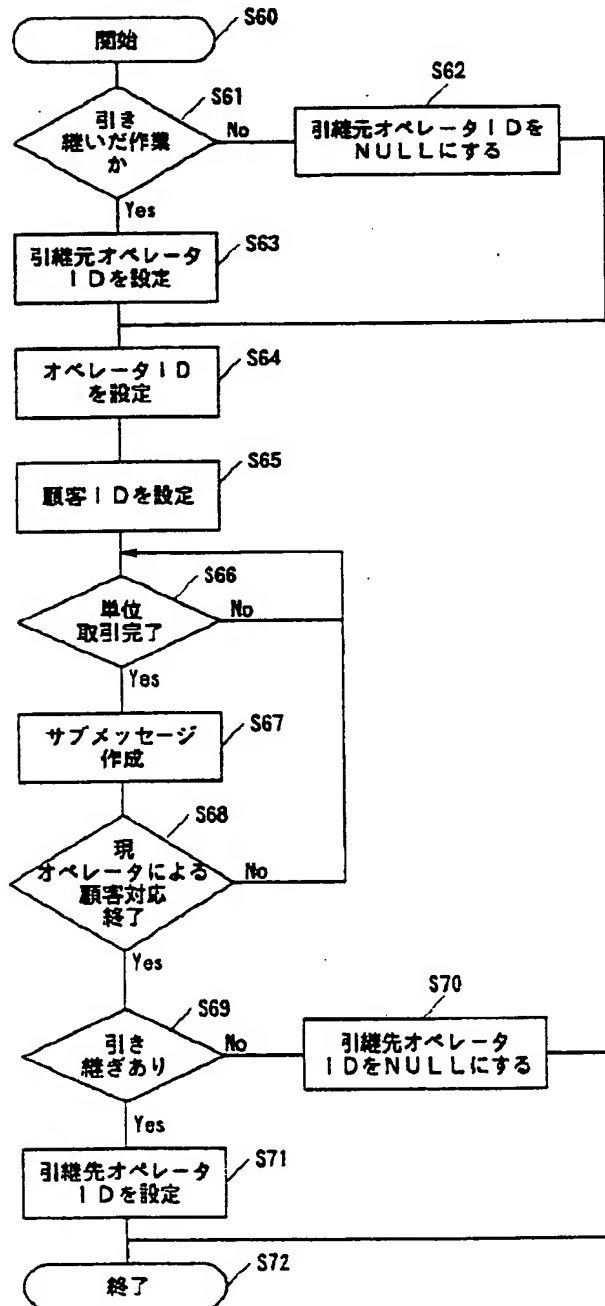 S60
開始
S61
引き
継いだ作業
か
No
Yes
S62
引継元オペレータIDを
NULLにする
S63
引継元オペレータ
IDを設定
S64
オペレータID
を設定
S65
顧客IDを設定
S66
単位
取引完了
No
Yes
S67
サブメッセージ
作成
S68
現
オペレータによる
顧客対応
終了
No
Yes
S69
引き
継ぎあり
No
Yes
S70
引継先オペレータ
IDをNULLにする
S71
引継先オペレータ
IDを設定
S72
終了